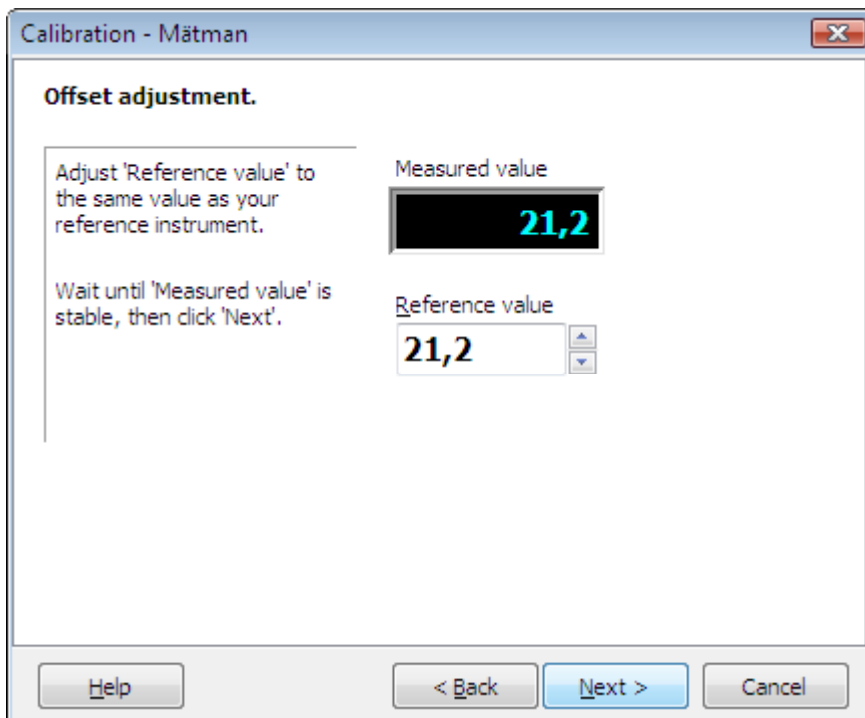 Calibration - Mätman
Offset adjustment.
Adjust 'Reference value' to
the same value as your
reference instrument.
Wait until 'Measured value' is
stable, then click 'Next'.
Measured value
21,2
Reference value
21,2
Help
< Back
Next >
Cancel